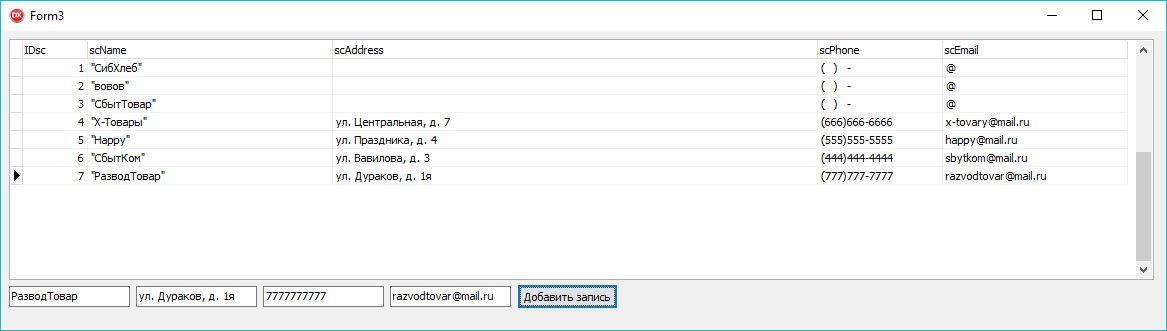 DX Form3
IDsc scName scAddress scPhone scEmail
1 "СибХлеб" ( ) - @
2 "вовов" ( ) - @
3 "СбытТовар" ( ) - @
4 "Х-Товары" ул. Центральная, д. 7 (666)666-6666 x-tovary@mail.ru
5 "Happy" ул. Праздника, д. 4 (555)555-5555 happy@mail.ru
6 "СбытКом" ул. Вавилова, д. 3 (444)444-4444 sbytkom@mail.ru
7 "РазводТовар" ул. Дураков, д. 1я (777)777-7777 razvodtovar@mail.ru
РазводТовар ул. Дураков, д. 1я 7777777777 razvodtovar@mail.ru Добавить запись